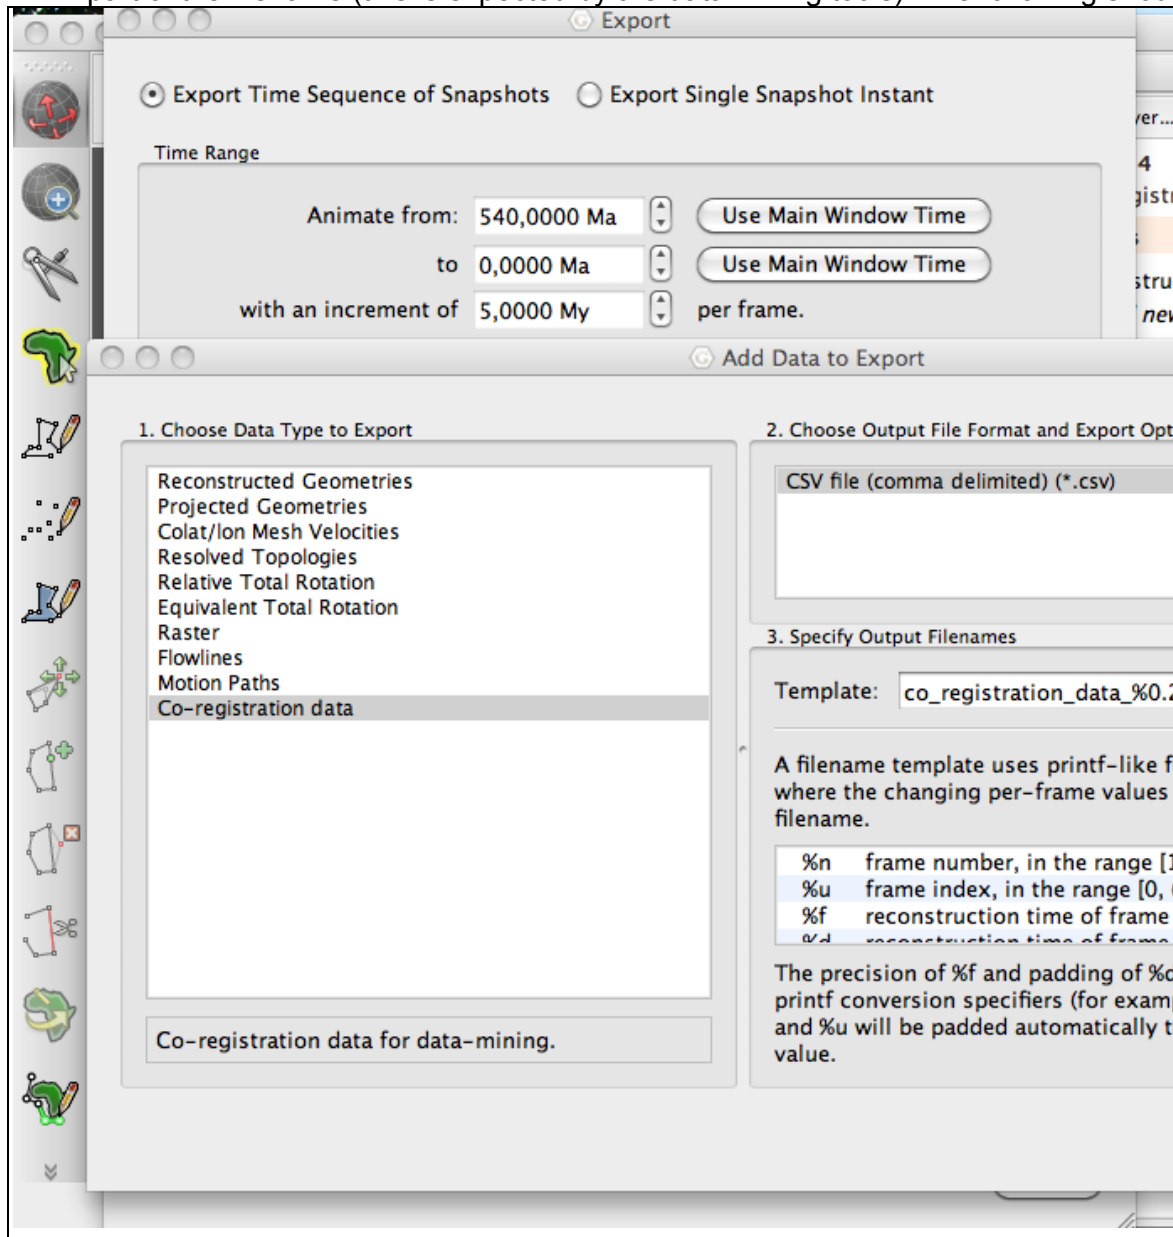 Export
Export Time Sequence of Snapshots Export Single Snapshot Instant
Time Range
Animate from: 540,0000 Ma Use Main Window Time
to 0,0000 Ma Use Main Window Time
with an increment of 5,0000 My per frame.
4
Add Data to Export
1. Choose Data Type to Export
Reconstructed Geometries
Projected Geometries
Colat/lon Mesh Velocities
Resolved Topologies
Relative Total Rotation
Equivalent Total Rotation
Raster
Flowlines
Motion Paths
Co-registration data
Co-registration data for data-mining.
2. Choose Output File Format and Export Opt
CSV file (comma delimited) (*.csv)
3. Specify Output Filenames
Template: co_registration_data_%0.2
A filename template uses printf-like f
where the changing per-frame values
filename.
%n frame number, in the range [1
%u frame index, in the range [0,
%f reconstruction time of frame
%d reconstruction time of frame
The precision of %f and padding of %d
printf conversion specifiers (for examp
and %u will be padded automatically t
value.